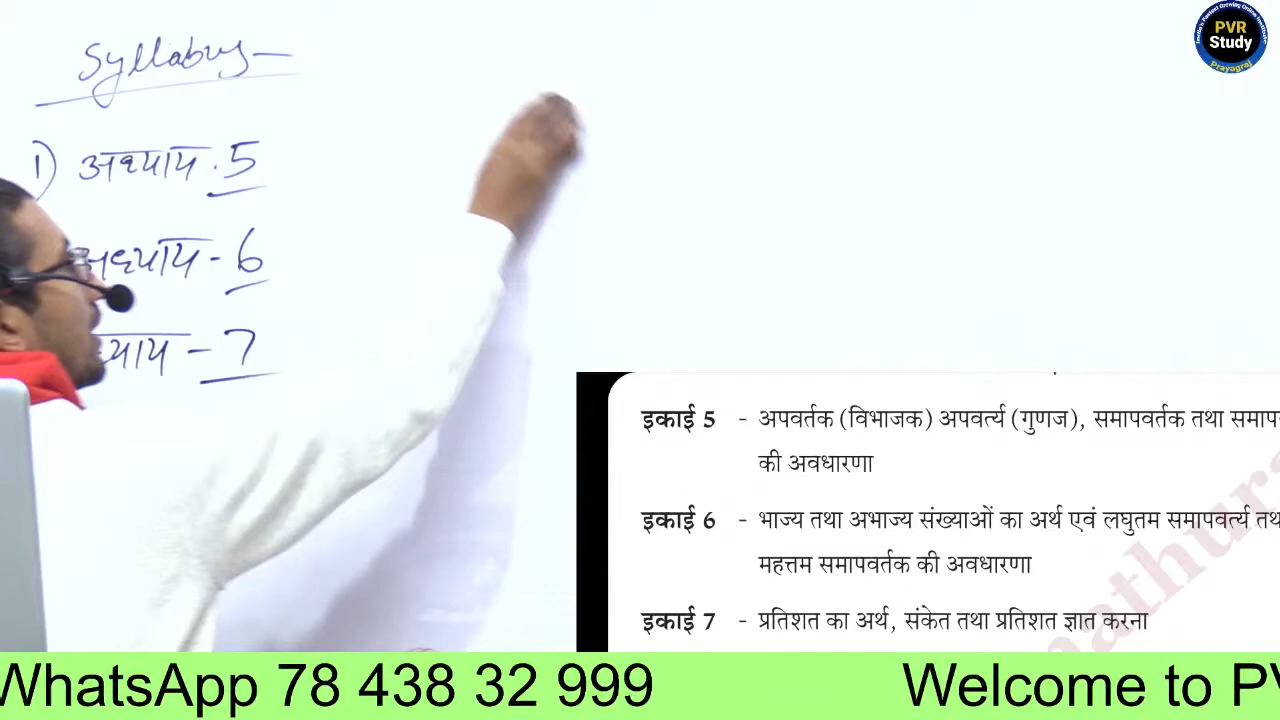 Syllabus
1) अध्याय . 5
अध्याय - 6
ध्याय - 7
PVR
Study
Prayagraj
इकाई 5 - अपवर्तक (विभाजक) अपवर्त्य (गुणज), समापवर्तक तथा समाप
की अवधारणा
इकाई 6 - भाज्य तथा अभाज्य संख्याओं का अर्थ एवं लघुतम समापवर्त्य तथ
महत्तम समापवर्तक की अवधारणा
इकाई 7 - प्रतिशत का अर्थ, संकेत तथा प्रतिशत ज्ञात करना
WhatsApp 78 438 32 999
Welcome to PV